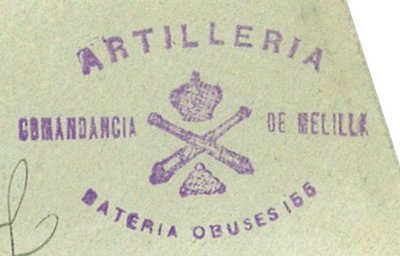 ARTILLERIA
COMANDANCIA DE MELILLA
BATERIA OBUSES 155